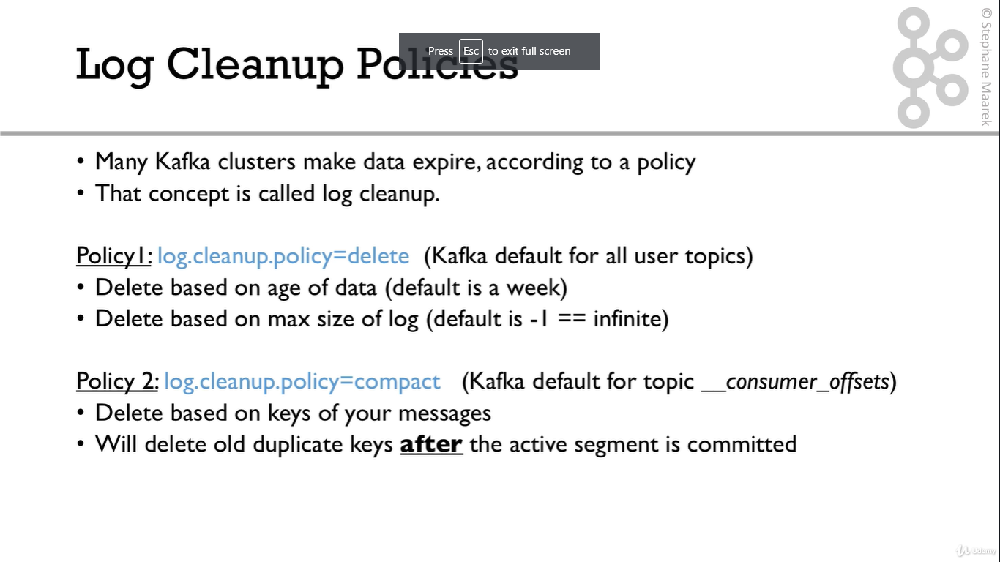 Log Cleanup Policies
Press Esc to exit full screen
© Stephane Maarek
• Many Kafka clusters make data expire, according to a policy
• That concept is called log cleanup.
Policy1: log.cleanup.policy=delete (Kafka default for all user topics)
• Delete based on age of data (default is a week)
• Delete based on max size of log (default is -1 == infinite)
Policy 2: log.cleanup.policy=compact (Kafka default for topic __consumer_offsets)
• Delete based on keys of your messages
• Will delete old duplicate keys after the active segment is committed
Udemy